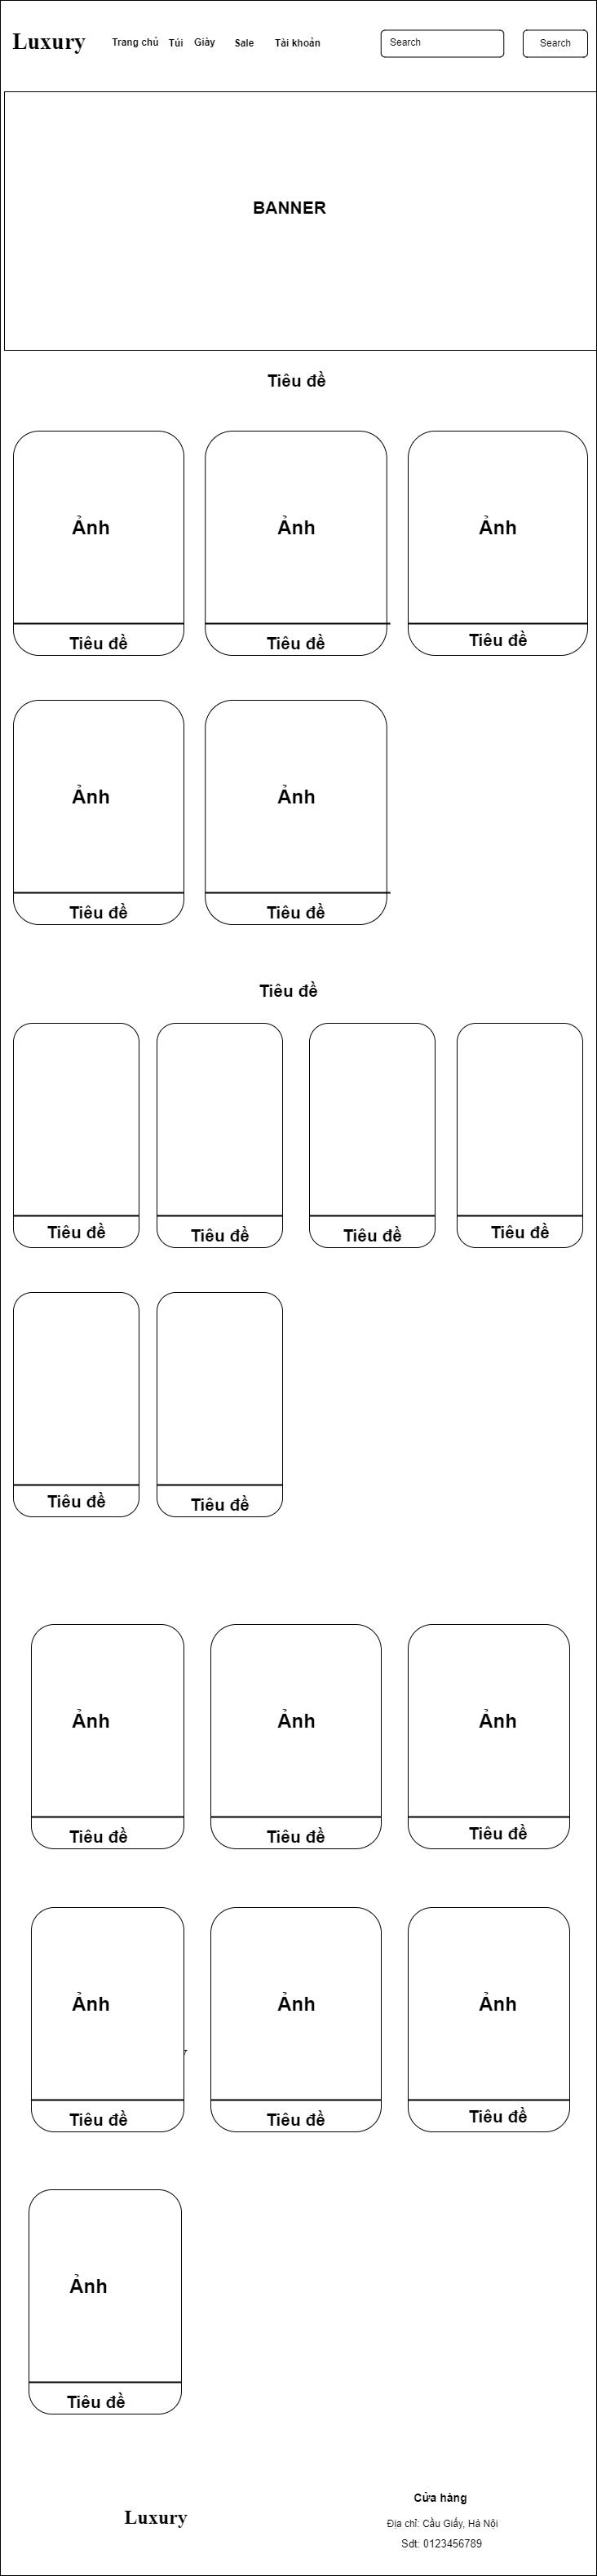 Luxury Trang chủ Túi Giày Sale Tài khoản Search Search
BANNER
Tiêu đề
Ảnh Ảnh Ảnh
Tiêu đề Tiêu đề Tiêu đề
Ảnh Ảnh
Tiêu đề Tiêu đề
Tiêu đề
Tiêu đề Tiêu đề Tiêu đề Tiêu đề
Tiêu đề Tiêu đề
Ảnh Ảnh Ảnh
Tiêu đề Tiêu đề Tiêu đề
Ảnh Ảnh Ảnh
Tiêu đề Tiêu đề Tiêu đề
Ảnh
Tiêu đề
Luxury
Cửa hàng
Địa chỉ: Cầu Giấy, Hà Nội
Sdt: 0123456789